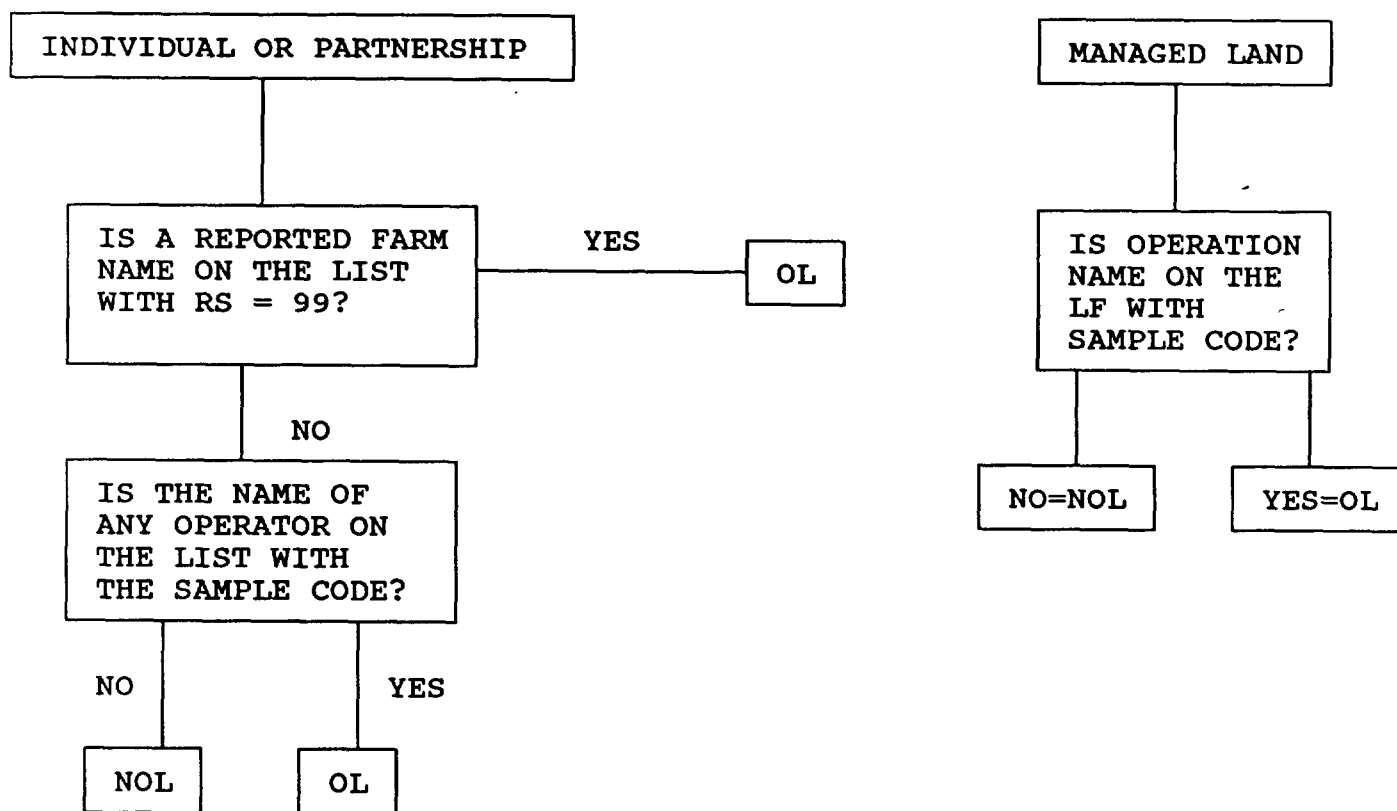 INDIVIDUAL OR PARTNERSHIP
IS A REPORTED FARM
NAME ON THE LIST
WITH RS = 99?
YES
OL
NO
IS THE NAME OF
ANY OPERATOR ON
THE LIST WITH
THE SAMPLE CODE?
NO
YES
NOL
OL
MANAGED LAND
IS OPERATION
NAME ON THE
LF WITH
SAMPLE CODE?
NO=NOL
YES=OL